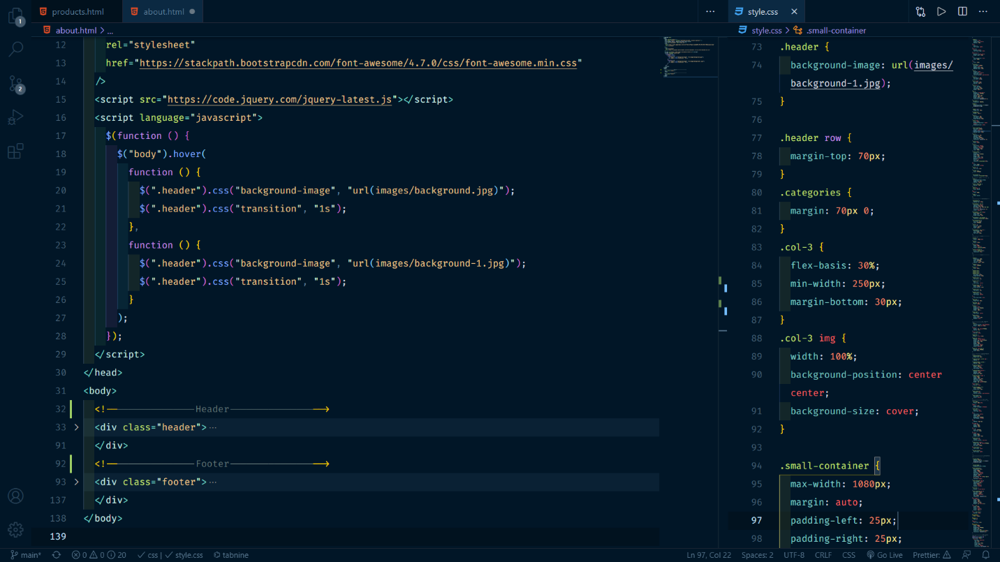 products.html
about.html
style.css
about.html > ...
style.css > .small-container
1
2
12 rel="stylesheet"
13 href="https://stackpath.bootstrapcdn.com/font-awesome/4.7.0/css/font-awesome.min.css"
14 />
15 <script src="https://code.jquery.com/jquery-latest.js"></script>
16 <script language="javascript">
17 $(function () {
18 $("body").hover(
19 function () {
20 $(".header").css("background-image", "url(images/background.jpg)");
21 $(".header").css("transition", "1s");
22 },
23 function () {
24 $(".header").css("background-image", "url(images/background-1.jpg)");
25 $(".header").css("transition", "1s");
26 }
27 );
28 });
29 </script>
30 </head>
31 <body>
32 <!-- ---------------Header--------------- -->
33 > <div class="header"> ...
91 </div>
92 <!-- ---------------Footer--------------- -->
93 > <div class="footer"> ...
137 </div>
138 </body>
139
73 .header {
74 background-image: url(images/
background-1.jpg);
75 }
76
77 .header row {
78 margin-top: 70px;
79 }
80 .categories {
81 margin: 70px 0;
82 }
83 .col-3 {
84 flex-basis: 30%;
85 min-width: 250px;
86 margin-bottom: 30px;
87 }
88 .col-3 img {
89 width: 100%;
90 background-position: center
center;
91 background-size: cover;
92 }
93
94 .small-container {
95 max-width: 1080px;
96 margin: auto;
97 padding-left: 25px;
98 padding-right: 25px;
main* 0 0 20 css | style.css tabnine Ln 97, Col 22 Spaces: 2 UTF-8 CRLF CSS Go Live Prettier: